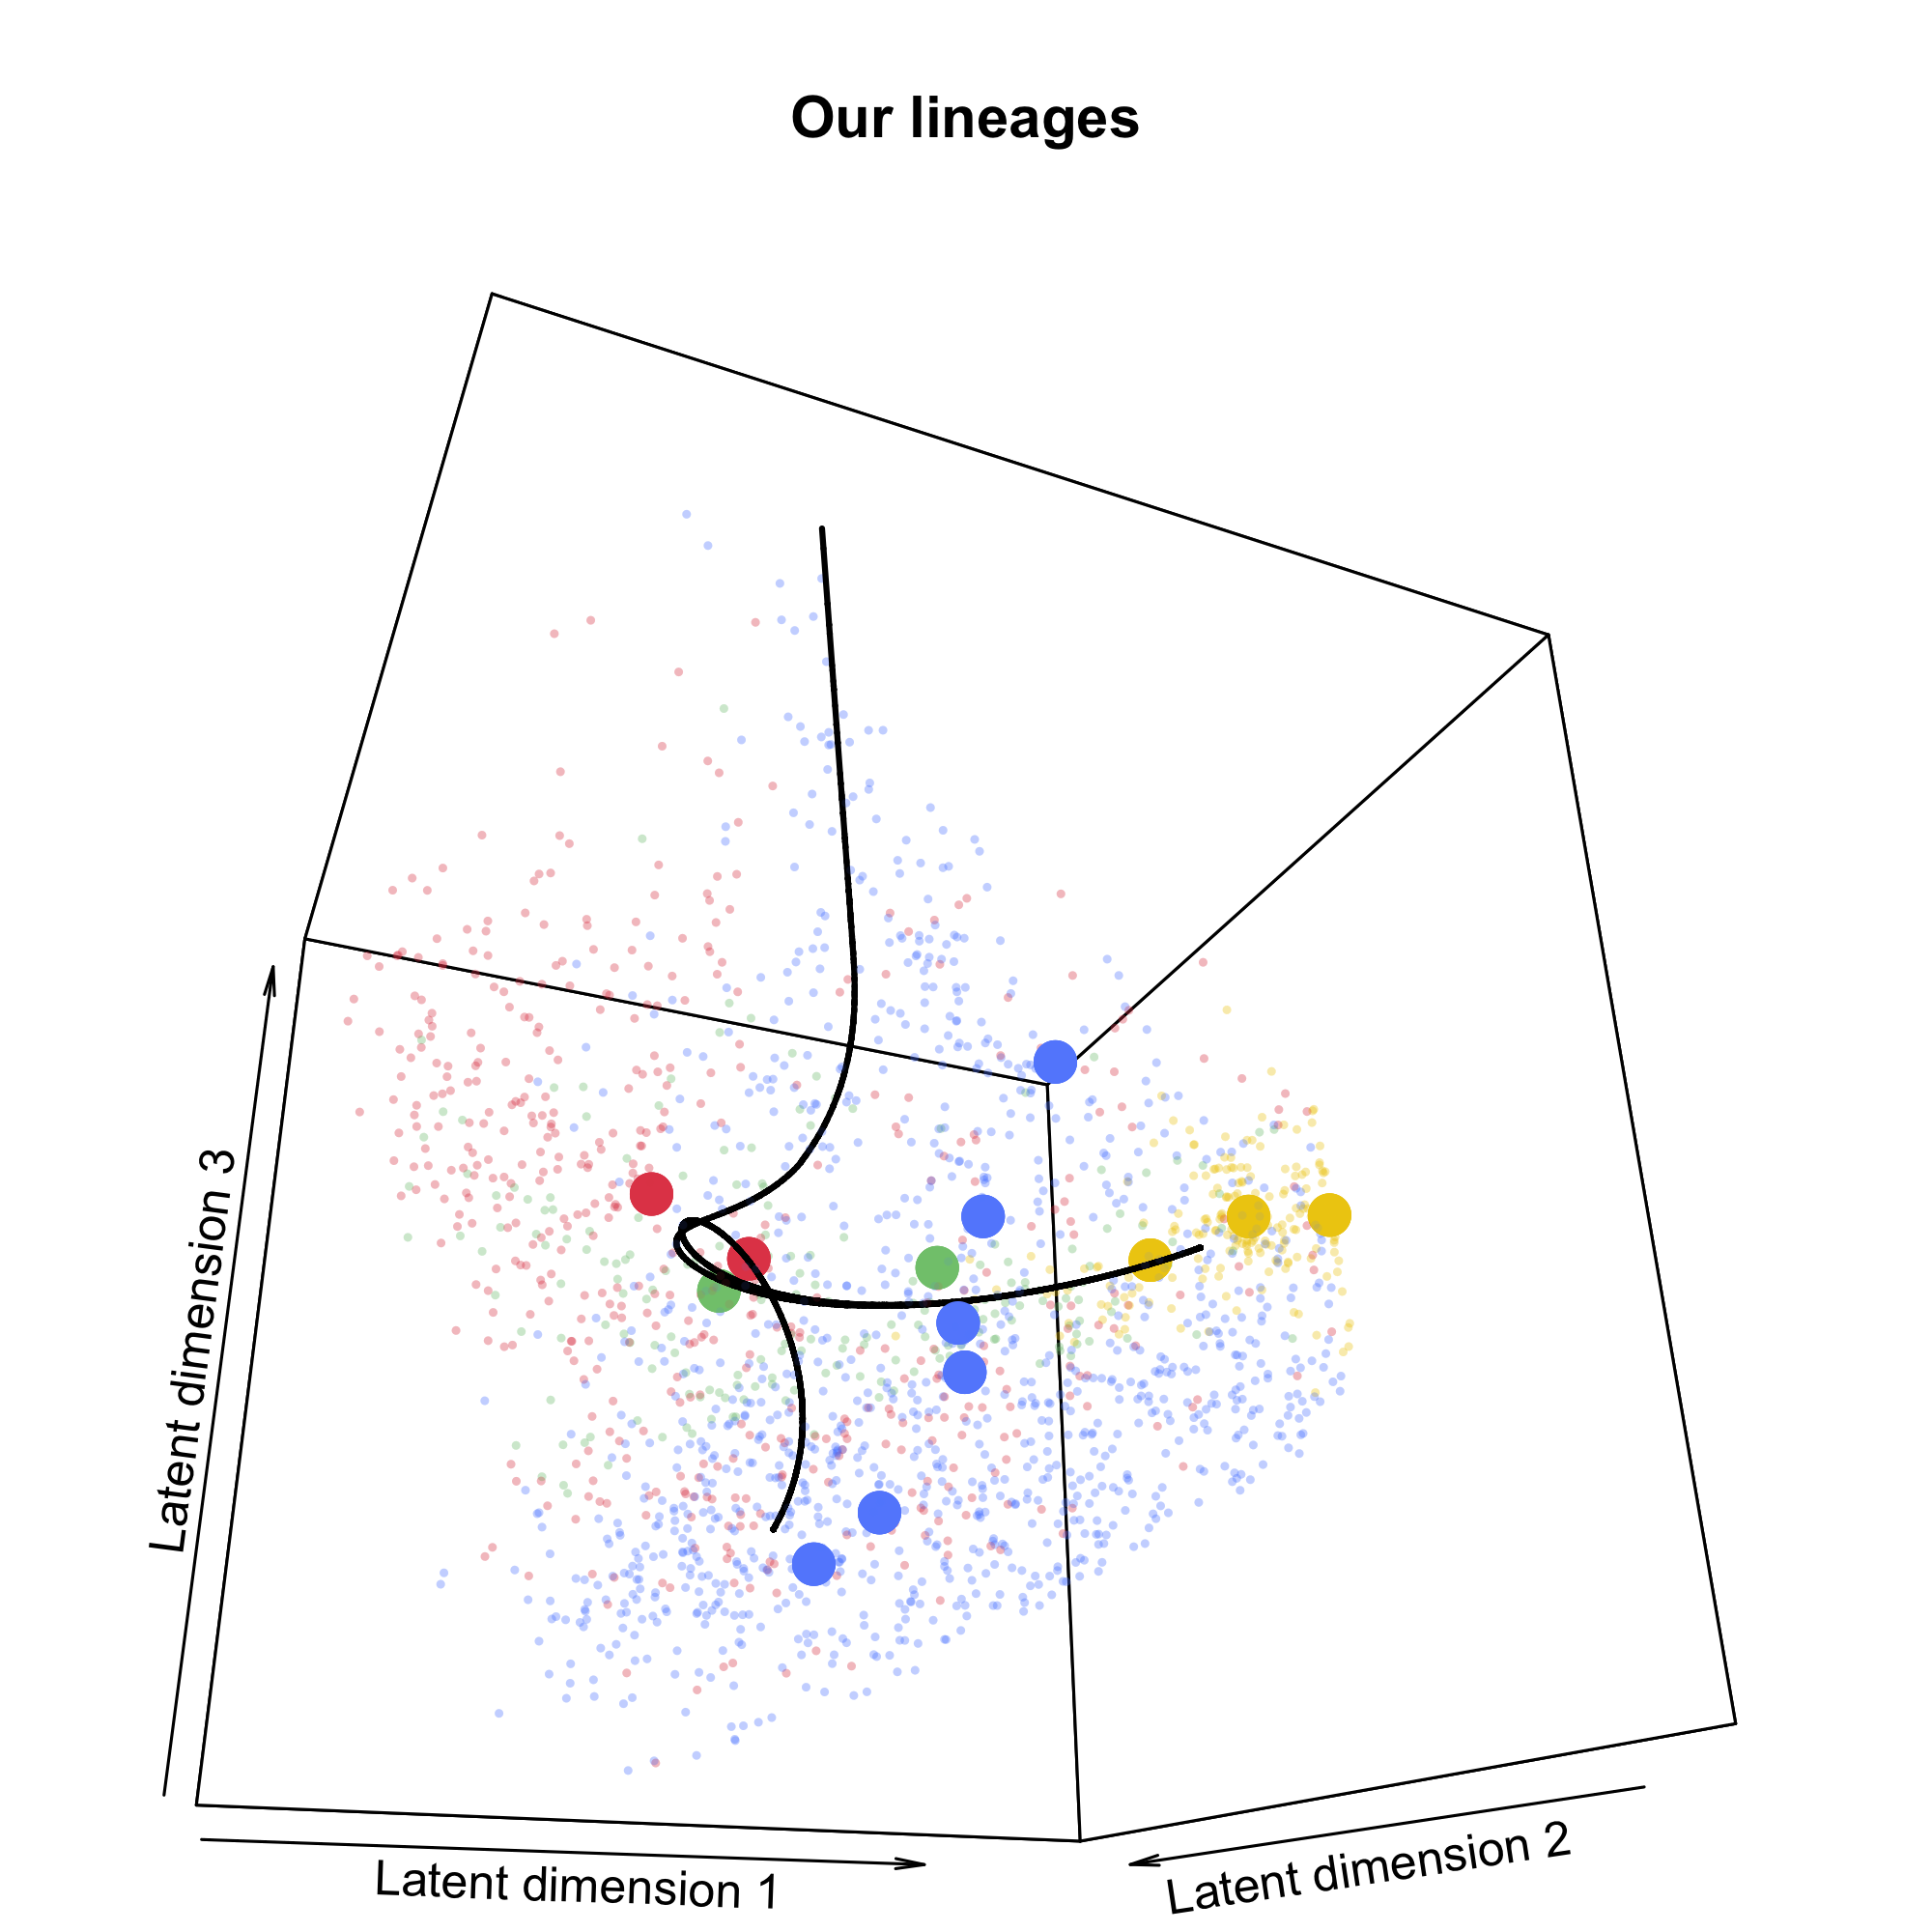 Our lineages
Latent dimension 3
Latent dimension 1
Latent dimension 2